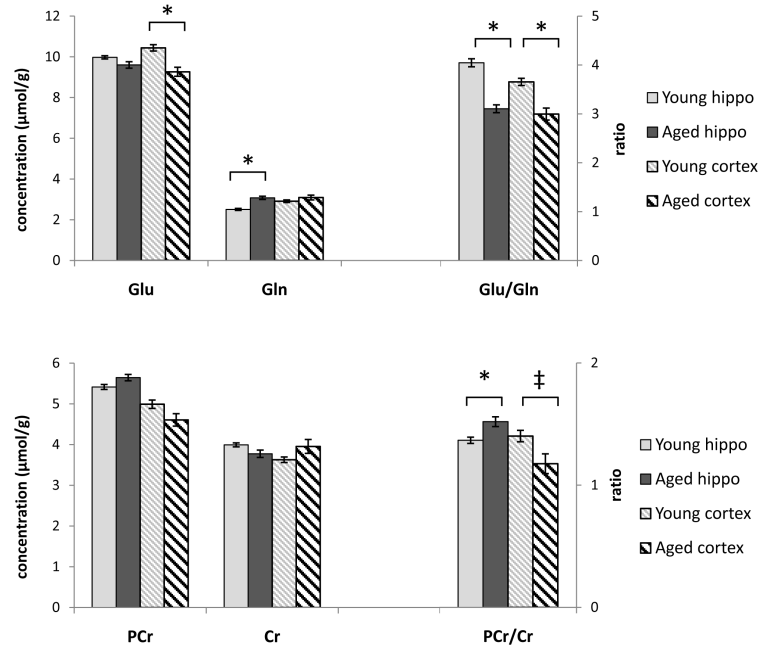 12
10
8
6
4
2
0
concentration (µmol/g)
*
*
*
*
5
4
3
2
1
0
ratio
Glu
Gln
Glu/Gln
Young hippo
Aged hippo
Young cortex
Aged cortex
6
5
4
3
2
1
0
concentration (µmol/g)
*
‡
2
1
0
ratio
PCr
Cr
PCr/Cr
Young hippo
Aged hippo
Young cortex
Aged cortex